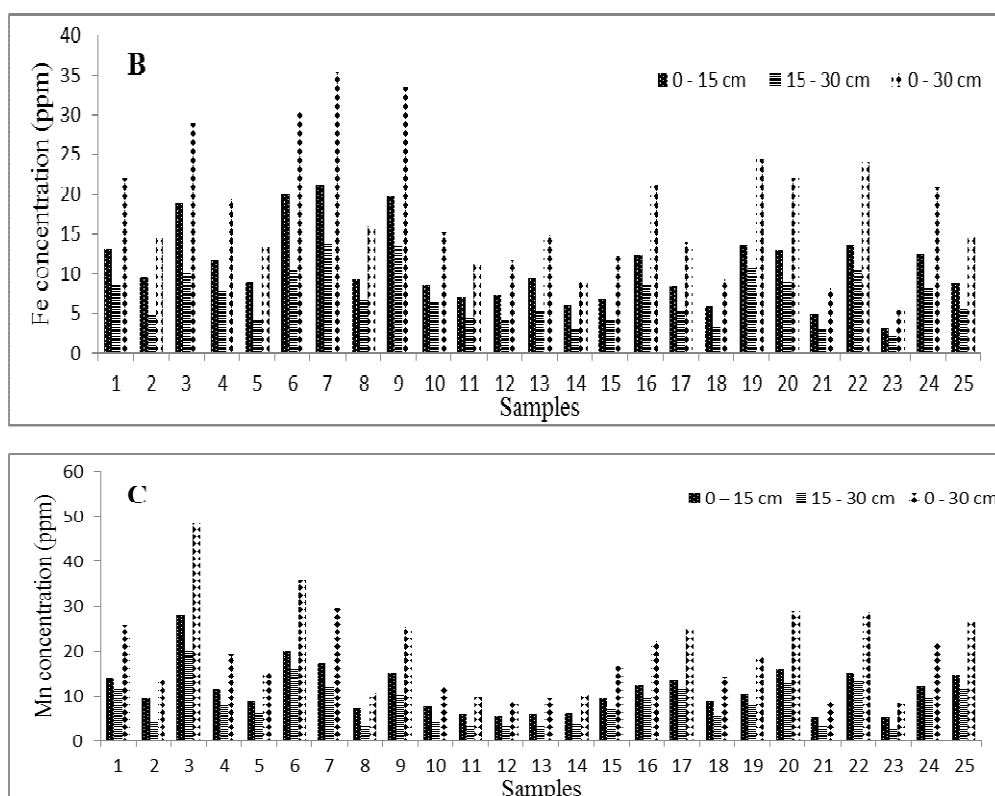 B
0 - 15 cm 15 - 30 cm 0 - 30 cm
Fe concentration (ppm)
40
35
30
25
20
15
10
5
0
1 2 3 4 5 6 7 8 9 10 11 12 13 14 15 16 17 18 19 20 21 22 23 24 25
Samples
C
0 – 15 cm 15 - 30 cm 0 - 30 cm
Mn concentration (ppm)
60
50
40
30
20
10
0
1 2 3 4 5 6 7 8 9 10 11 12 13 14 15 16 17 18 19 20 21 22 23 24 25
Samples